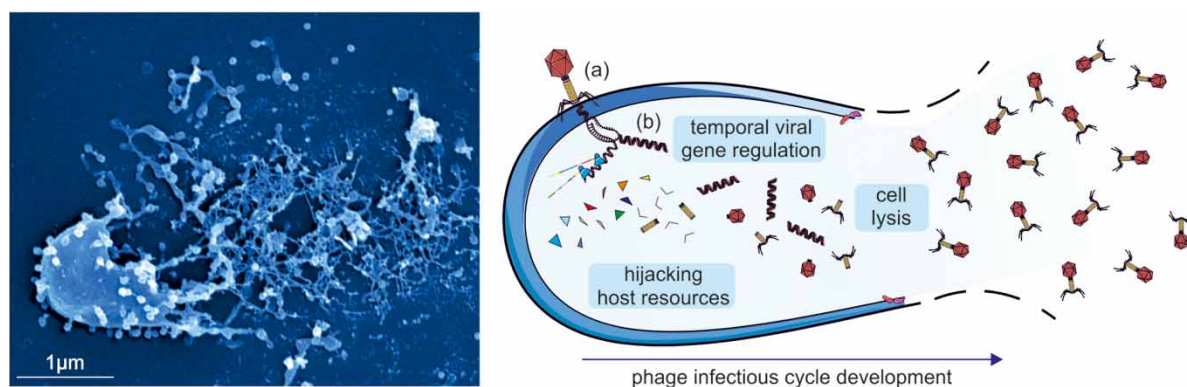 1µm
(a)
(b)
temporal viral
gene regulation
cell
lysis
hijacking
host resources
phage infectious cycle development